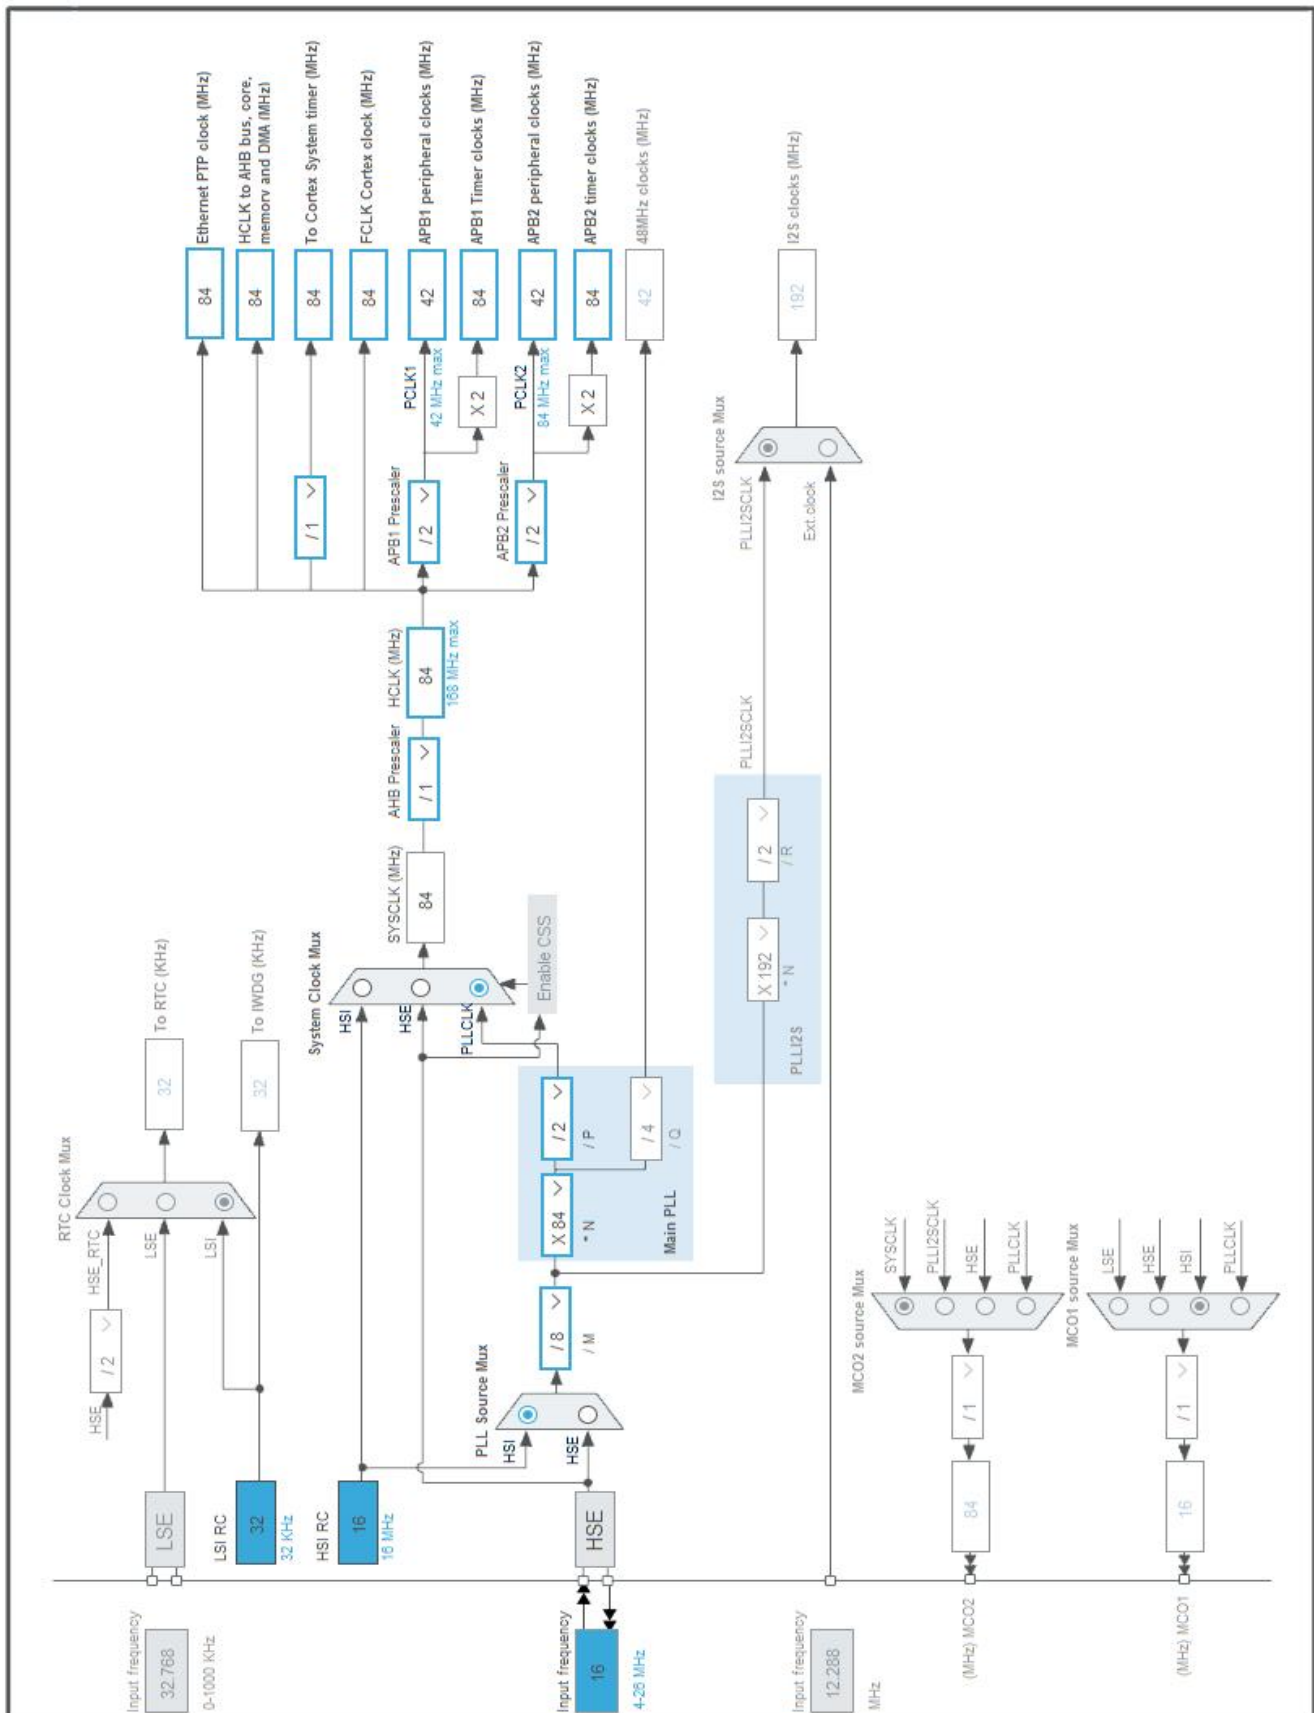 Input frequency
32.768
0-1000 KHz
LSE
LSI RC
32
32 KHz
HSI RC
16
16 MHz
HSE
/ 2
HSE_RTC
LSE
LSI
RTC Clock Mux
32
To RTC (KHz)
32
To IWDG (KHz)
Input frequency
16
4-26 MHz
HSE
PLL Source Mux
HSI
HSE
/ 8
/ M
X 84
* N
/ 2
/ P
/ 4
/ Q
Main PLL
System Clock Mux
HSI
HSE
PLLCLK
Enable CSS
SYSCLK (MHz)
84
AHB Prescaler
/ 1
HCLK (MHz)
84
168 MHz max
/ 1
APB1 Prescaler
/ 2
APB2 Prescaler
/ 2
PCLK1
42 MHz max
X 2
PCLK2
84 MHz max
X 2
84
Ethernet PTP clock (MHz)
84
HCLK to AHB bus, core,
memory and DMA (MHz)
84
To Cortex System timer (MHz)
84
FCLK Cortex clock (MHz)
42
APB1 peripheral clocks (MHz)
84
APB1 Timer clocks (MHz)
42
APB2 peripheral clocks (MHz)
84
APB2 timer clocks (MHz)
42
48MHz clocks (MHz)
PLLI2S
X 192
* N
/ 2
/ R
PLLI2SCLK
PLLI2SCLK
Ext.clock
I2S source Mux
192
I2S clocks (MHz)
Input frequency
12.288
MHz
(MHz) MCO2
84
/ 1
MCO2 source Mux
SYSCLK
PLLI2SCLK
HSE
PLLCLK
(MHz) MCO1
16
/ 1
MCO1 source Mux
LSE
HSE
HSI
PLLCLK